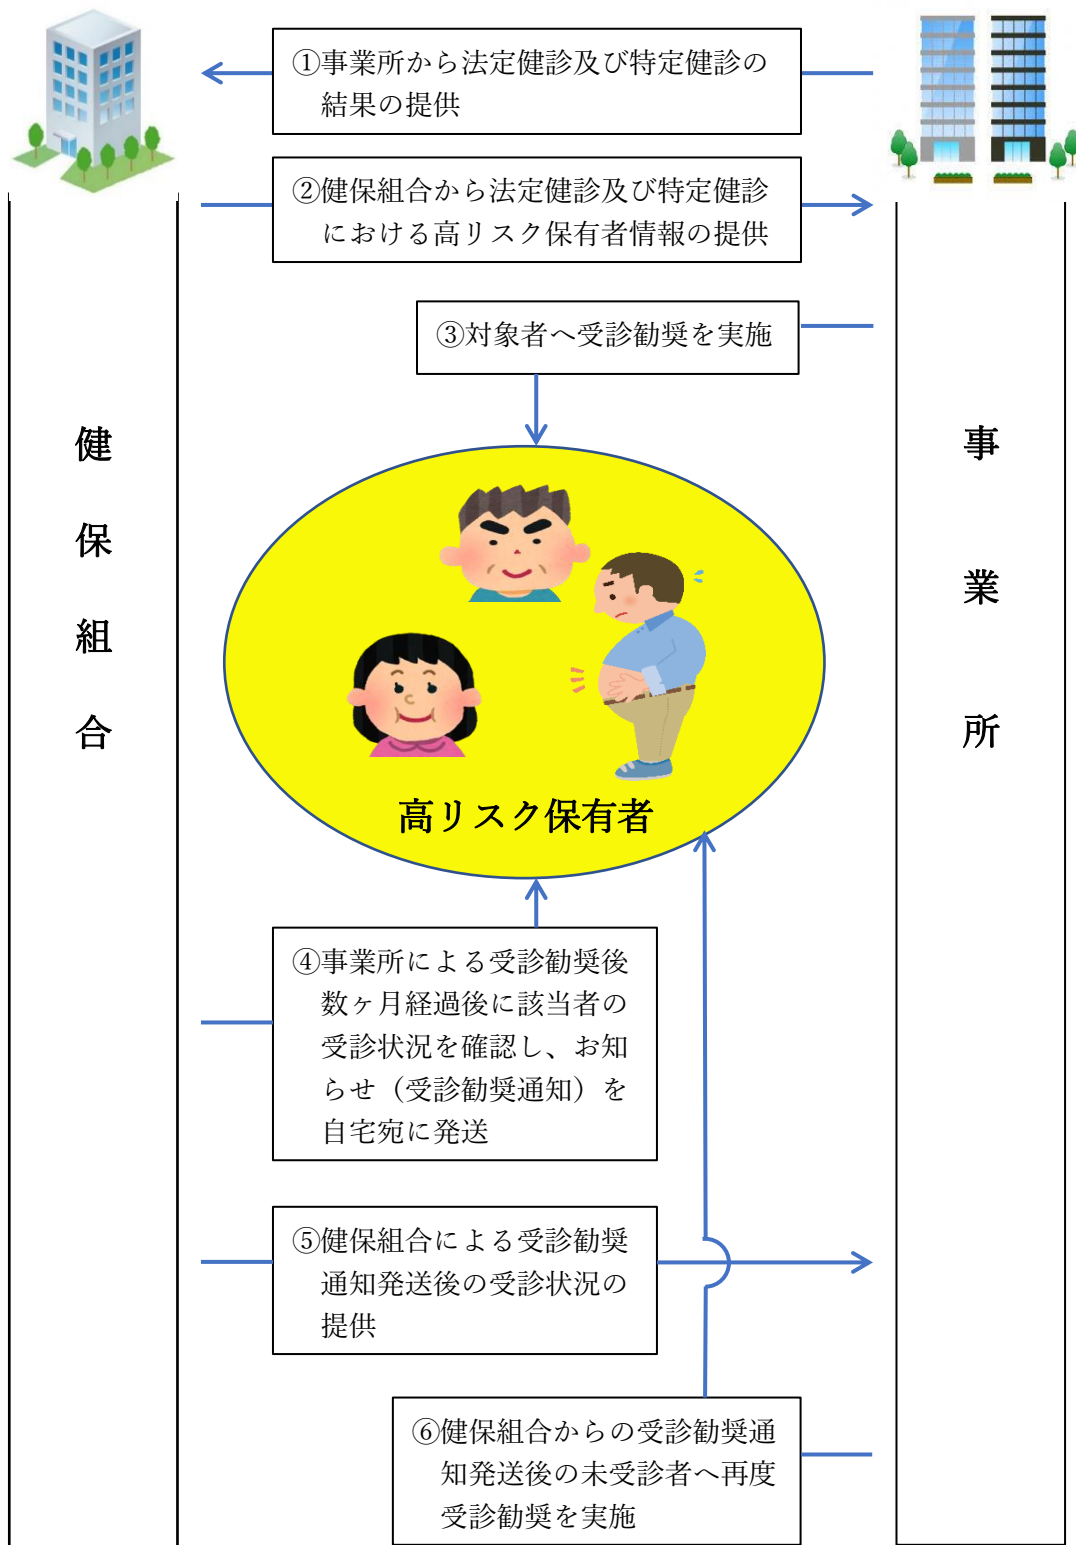 ①事業所から法定健診及び特定健診の
結果の提供
②健保組合から法定健診及び特定健診
における高リスク保有者情報の提供
③対象者へ受診勧奨を実施
健保組合
事業所
高リスク保有者
④事業所による受診勧奨後
数ヶ月経過後に該当者の
受診状況を確認し、お知
らせ（受診勧奨通知）を
自宅宛に発送
⑤健保組合による受診勧奨
通知発送後の受診状況の
提供
⑥健保組合からの受診勧奨通
知発送後の未受診者へ再度
受診勧奨を実施